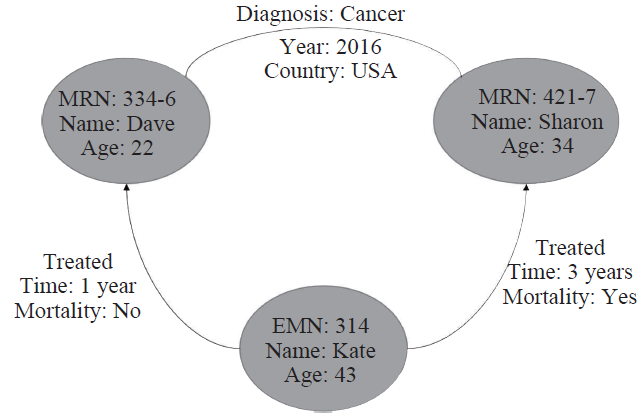 Diagnosis: Cancer
Year: 2016
Country: USA
MRN: 334-6
Name: Dave
Age: 22
MRN: 421-7
Name: Sharon
Age: 34
Treated
Time: 1 year
Mortality: No
Treated
Time: 3 years
Mortality: Yes
EMN: 314
Name: Kate
Age: 43